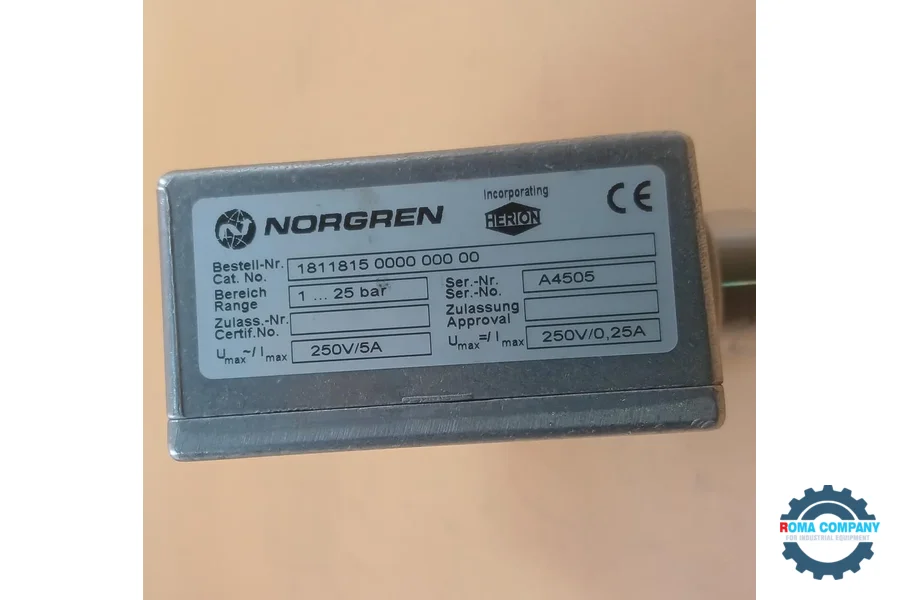 NORGREN
Incorporating
HERION
CE
Bestell-Nr.
Cat. No.
1811815 0000 000 00
Bereich
Range
1 ... 25 bar
Ser.-Nr.
Ser.-No.
A4505
Zulass.-Nr.
Certif.No.
Zulassung
Approval
Umax~/Imax
250V/5A
Umax=/Imax
250V/0,25A
ROMA COMPANY
FOR INDUSTRIAL EQUIPMENT